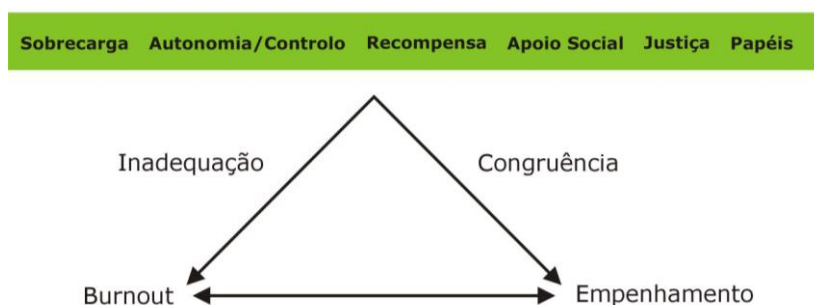 Sobrecarga Autonomia/Controlo Recompensa Apoio Social Justiça Papéis
Inadequação Congruência
Burnout Empenhamento